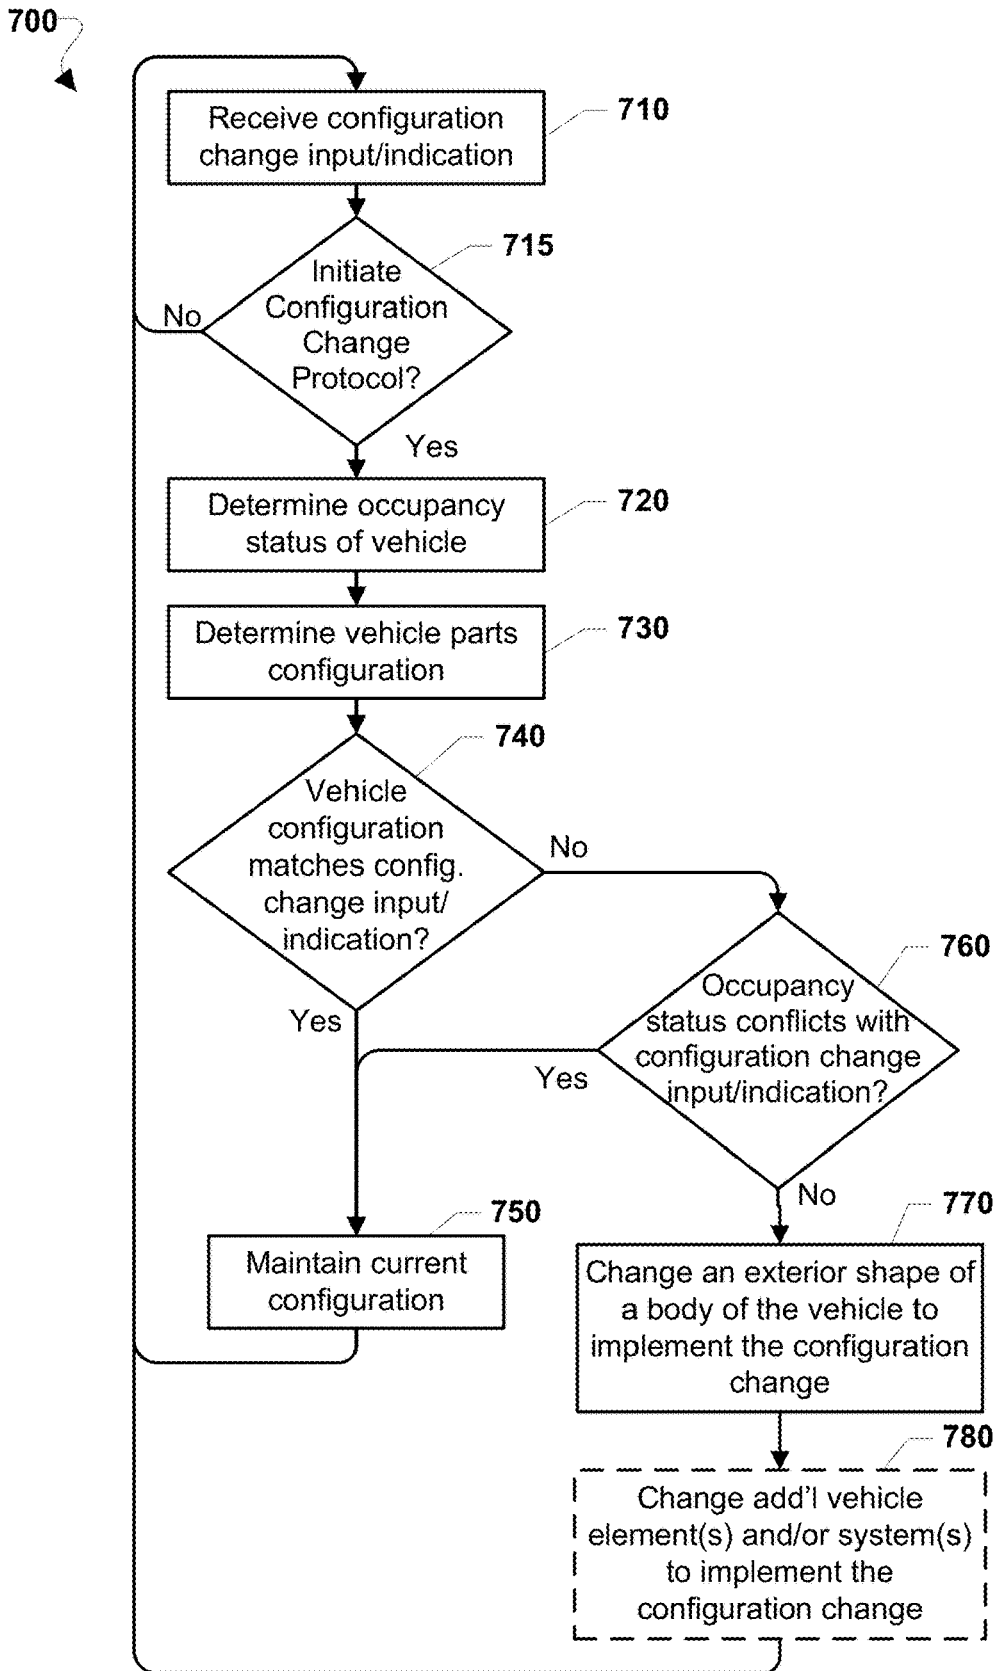 700
Receive configuration
change input/indication
710
Initiate
Configuration
Change
Protocol?
715
No
Yes
Determine occupancy
status of vehicle
720
Determine vehicle parts
configuration
730
Vehicle
configuration
matches config.
change input/
indication?
740
No
Yes
Occupancy
status conflicts with
configuration change
input/indication?
760
Yes
No
Maintain current
configuration
750
Change an exterior shape of
a body of the vehicle to
implement the configuration
change
770
Change add'l vehicle
element(s) and/or system(s)
to implement the
configuration change
780